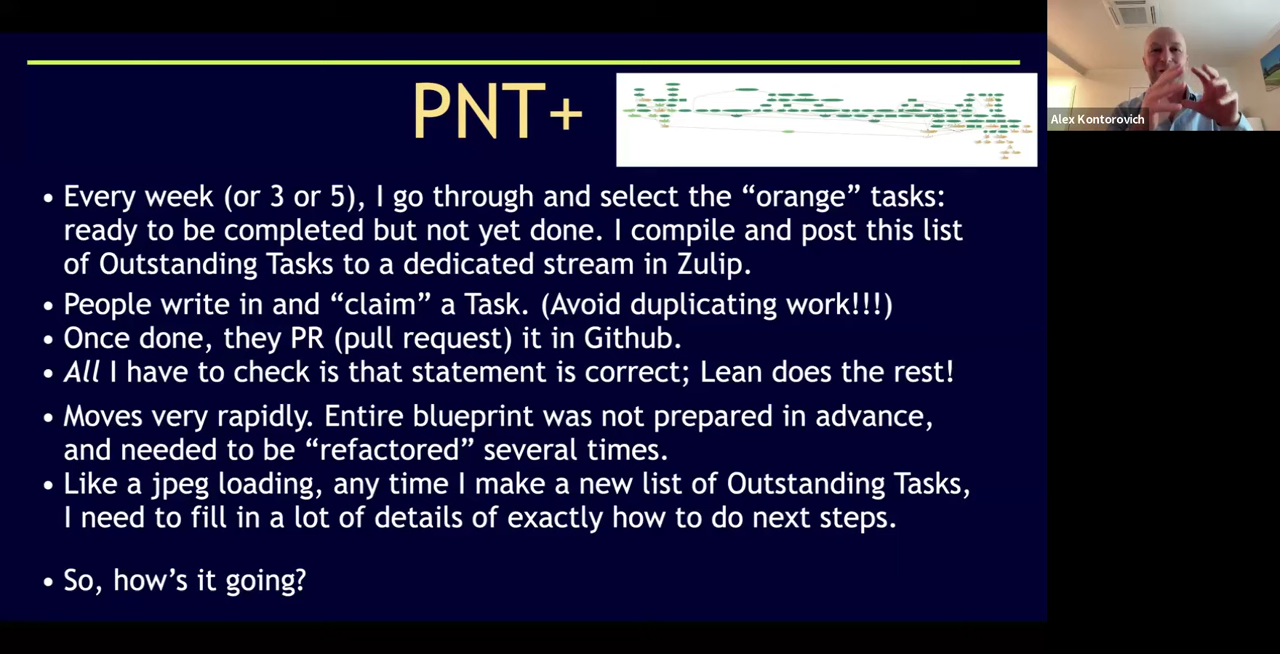 PNT+
• Every week (or 3 or 5), I go through and select the “orange” tasks:
ready to be completed but not yet done. I compile and post this list
of Outstanding Tasks to a dedicated stream in Zulip.
• People write in and “claim” a Task. (Avoid duplicating work!!!)
• Once done, they PR (pull request) it in Github.
• All I have to check is that statement is correct; Lean does the rest!
• Moves very rapidly. Entire blueprint was not prepared in advance,
and needed to be “refactored” several times.
• Like a jpeg loading, any time I make a new list of Outstanding Tasks,
I need to fill in a lot of details of exactly how to do next steps.
• So, how’s it going?
Alex Kontorovich